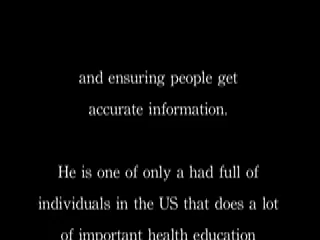 and ensuring people get
accurate information.
He is one of only a had full of
individuals in the US that does a lot
of important health education